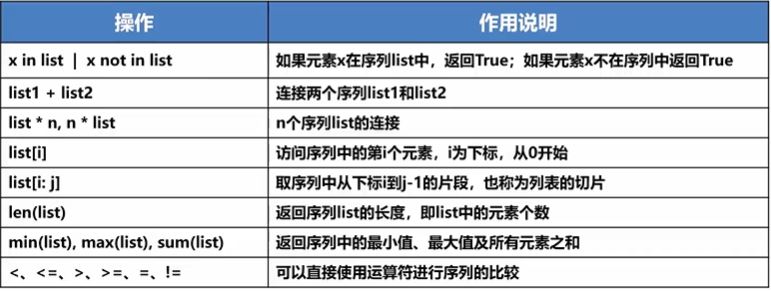 操作 作用说明
x in list | x not in list 如果元素x在序列list中，返回True；如果元素x不在序列中返回True
list1 + list2 连接两个序列list1和list2
list * n, n * list n个序列list的连接
list[i] 访问序列中的第i个元素，i为下标，从0开始
list[i: j] 取序列中从下标i到j-1的片段，也称为列表的切片
len(list) 返回序列list的长度，即list中的元素个数
min(list), max(list), sum(list) 返回序列中的最小值、最大值及所有元素之和
<、<=、>、>=、=、!= 可以直接使用运算符进行序列的比较